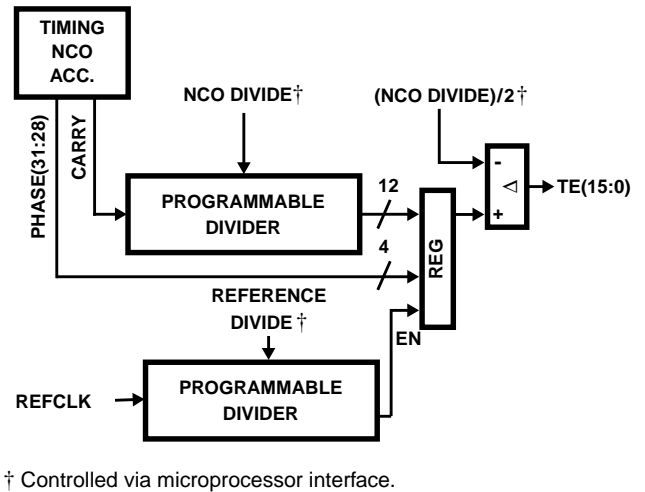 TIMING
NCO
ACC.
NCO DIVIDE†
(NCO DIVIDE)/2†
PHASE(31:28)
CARRY
-
Δ
+
TE(15:0)
12
PROGRAMMABLE
DIVIDER
4
REG
REFERENCE
DIVIDE†
EN
REFCLK
PROGRAMMABLE
DIVIDER
† Controlled via microprocessor interface.